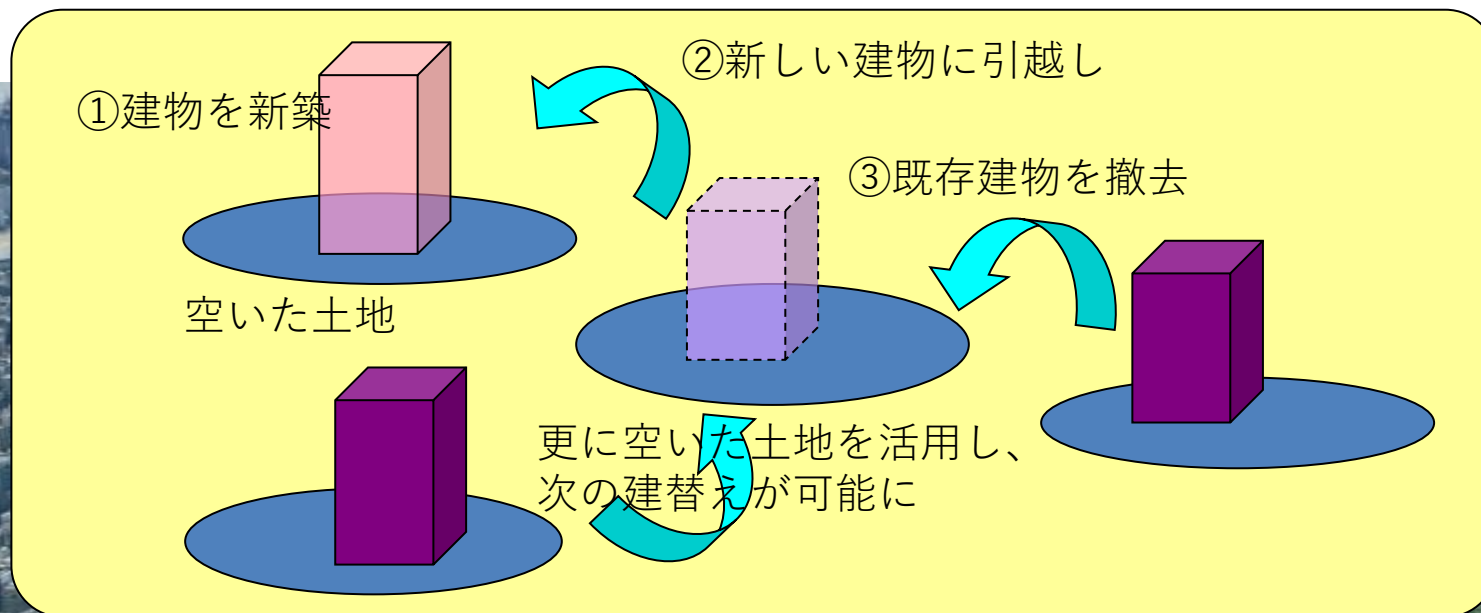 ①建物を新築
②新しい建物に引越し
③既存建物を撤去
空いた土地
更に空いた土地を活用し、
次の建替えが可能に